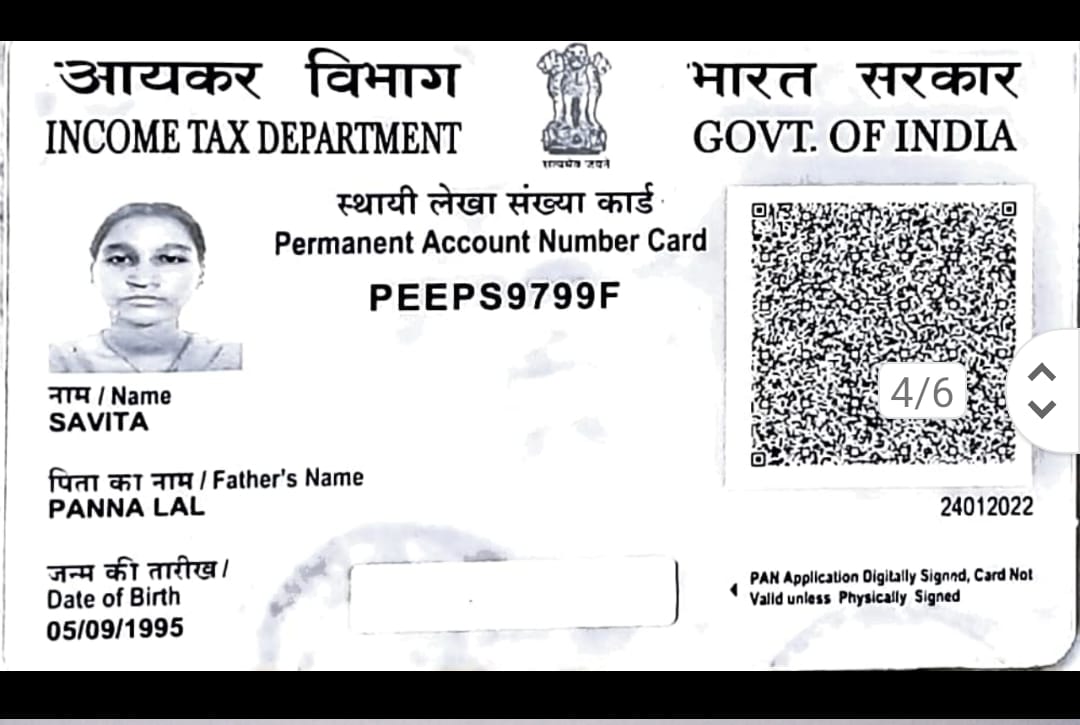 आयकर विभाग
INCOME TAX DEPARTMENT
सत्यमेव जयते
भारत सरकार
GOVT. OF INDIA
स्थायी लेखा संख्या कार्ड
Permanent Account Number Card
PEEPS9799F
नाम / Name
SAVITA
4/6
पिता का नाम / Father's Name
PANNA LAL
24012022
जन्म की तारीख /
Date of Birth
05/09/1995
PAN Application Digitally Signnd, Card Not
Valid unless Physically Signed